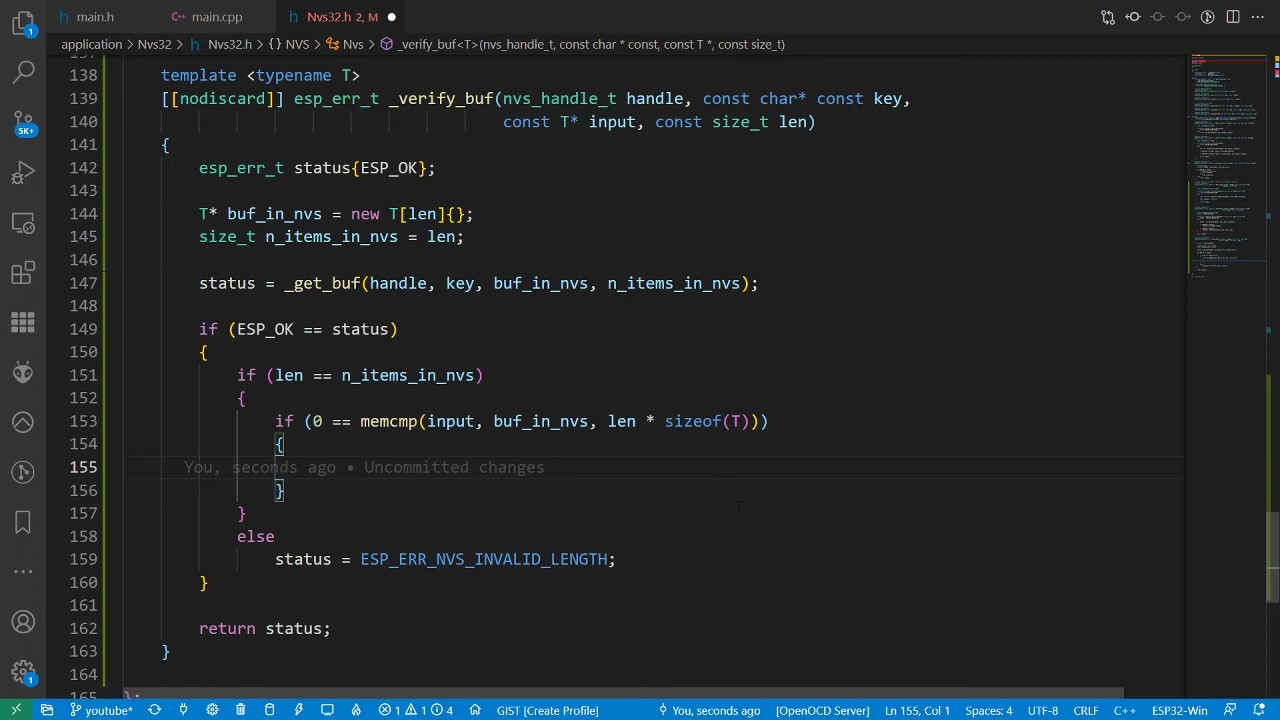 main.h main.cpp Nvs32.h 2, M
application > Nvs32 > Nvs32.h > {} NVS > Nvs > _verify_buf<T>(nvs_handle_t, const char * const, const T *, const size_t)
138 template <typename T>
139 [[nodiscard]] esp_err_t _verify_buf(nvs_handle_t handle, const char* const key,
140 T* input, const size_t len)
141 {
142 esp_err_t status{ESP_OK};
143
144 T* buf_in_nvs = new T[len]{};
145 size_t n_items_in_nvs = len;
146
147 status = _get_buf(handle, key, buf_in_nvs, n_items_in_nvs);
148
149 if (ESP_OK == status)
150 {
151 if (len == n_items_in_nvs)
152 {
153 if (0 == memcmp(input, buf_in_nvs, len * sizeof(T)))
154 {
155 You, seconds ago • Uncommitted changes
156 }
157 }
158 else
159 status = ESP_ERR_NVS_INVALID_LENGTH;
160 }
161
162 return status;
163 }
164
165 };
1
5K+
1
youtube* 1 1 4 GIST [Create Profile] You, seconds ago [OpenOCD Server] Ln 155, Col 1 Spaces: 4 UTF-8 CRLF C++ ESP32-Win